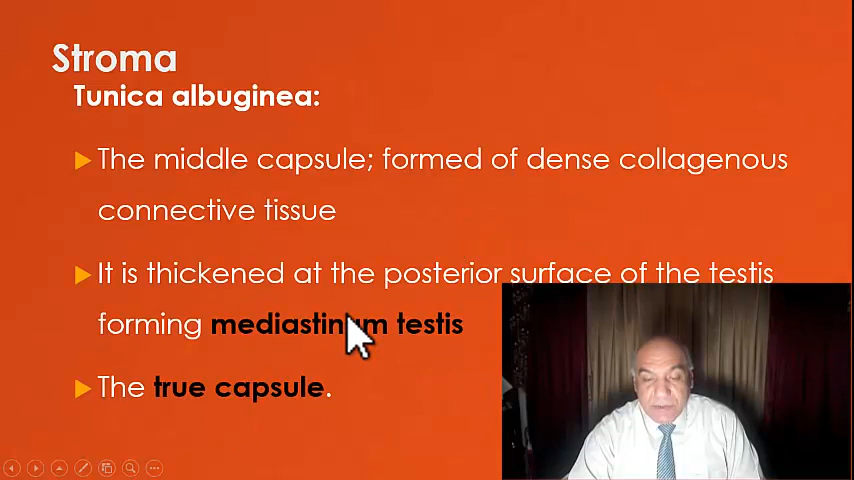 Stroma
Tunica albuginea:
The middle capsule; formed of dense collagenous
connective tissue
It is thickened at the posterior surface of the testis
forming mediastinum testis
The true capsule.